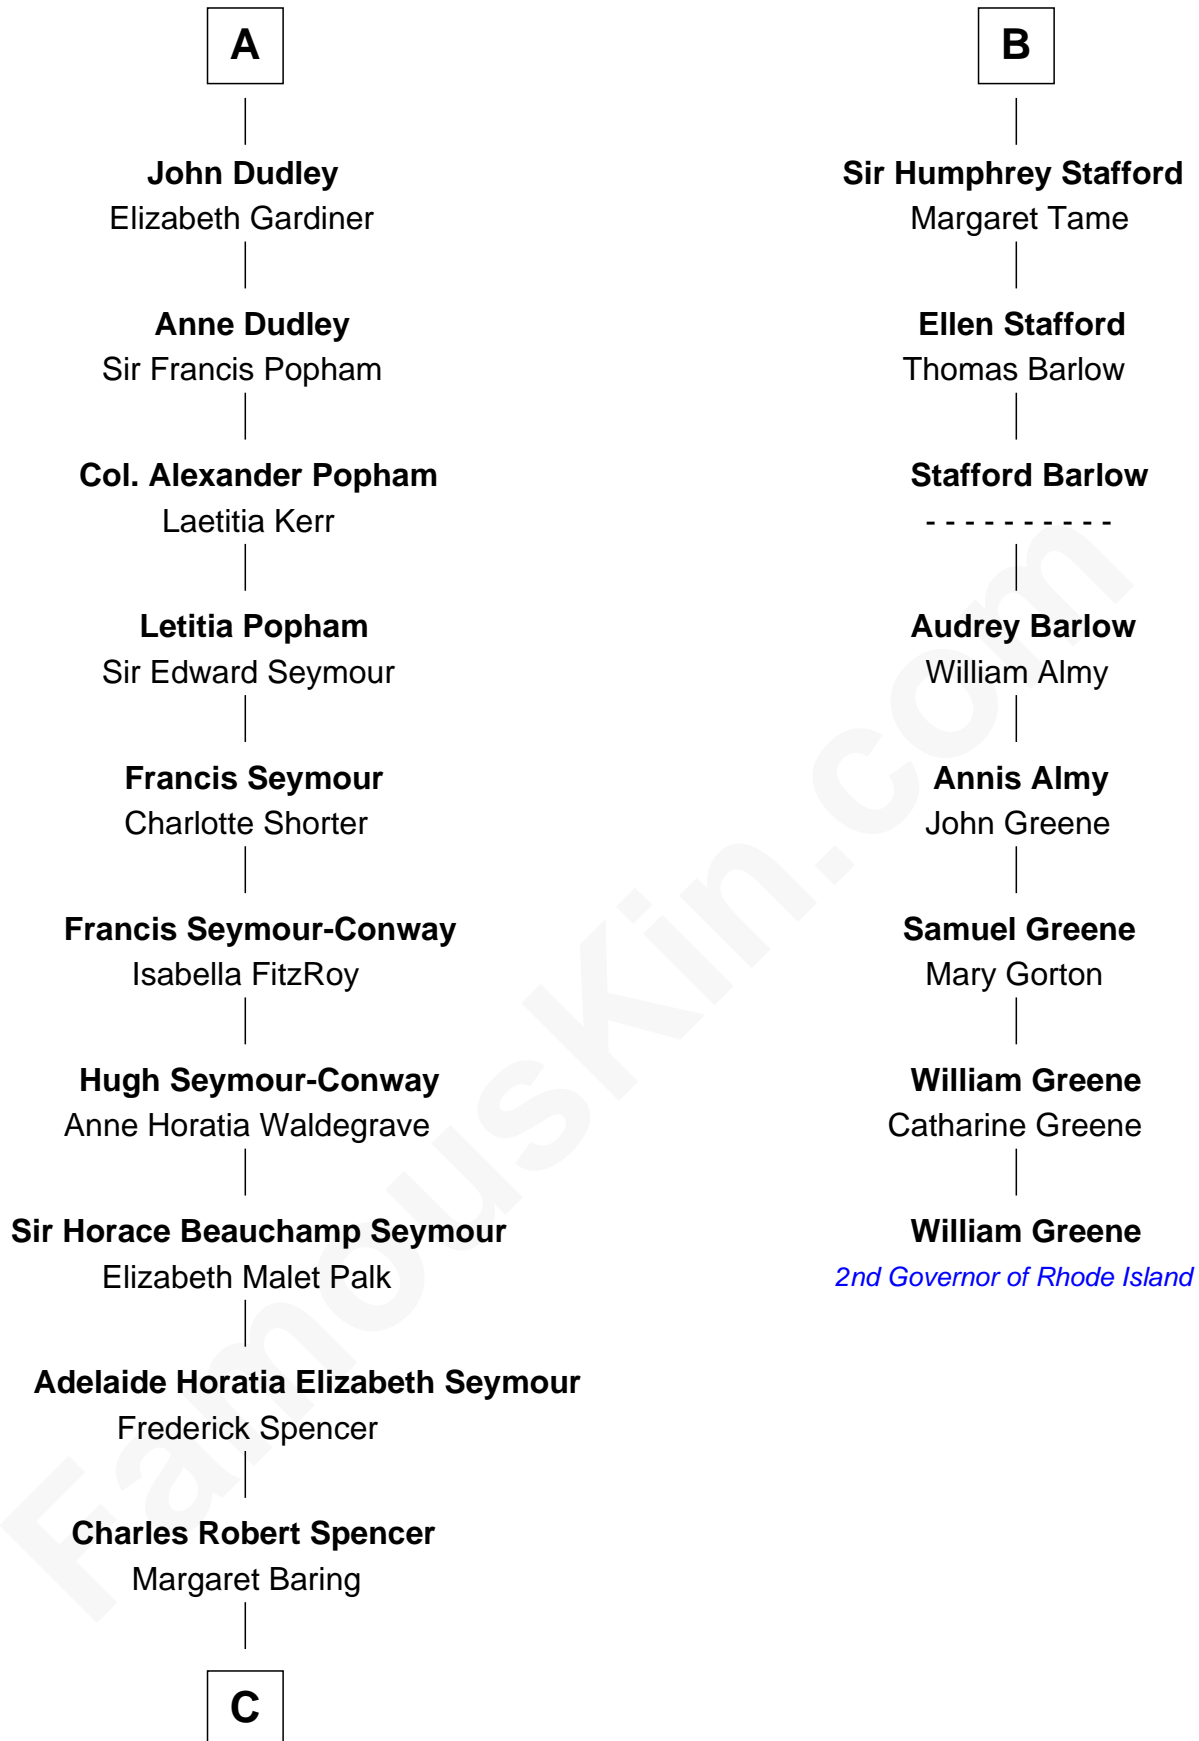 A
John Dudley
Elizabeth Gardiner
Anne Dudley
Sir Francis Popham
Col. Alexander Popham
Laetitia Kerr
Letitia Popham
Sir Edward Seymour
Francis Seymour
Charlotte Shorter
Francis Seymour-Conway
Isabella FitzRoy
Hugh Seymour-Conway
Anne Horatia Waldegrave
Sir Horace Beauchamp Seymour
Elizabeth Malet Palk
Adelaide Horatia Elizabeth Seymour
Frederick Spencer
Charles Robert Spencer
Margaret Baring
C
B
Sir Humphrey Stafford
Margaret Tame
Ellen Stafford
Thomas Barlow
Stafford Barlow
- - - - - - - - - -
Audrey Barlow
William Almy
Annis Almy
John Greene
Samuel Greene
Mary Gorton
William Greene
Catharine Greene
William Greene
2nd Governor of Rhode Island
FamousKin.com